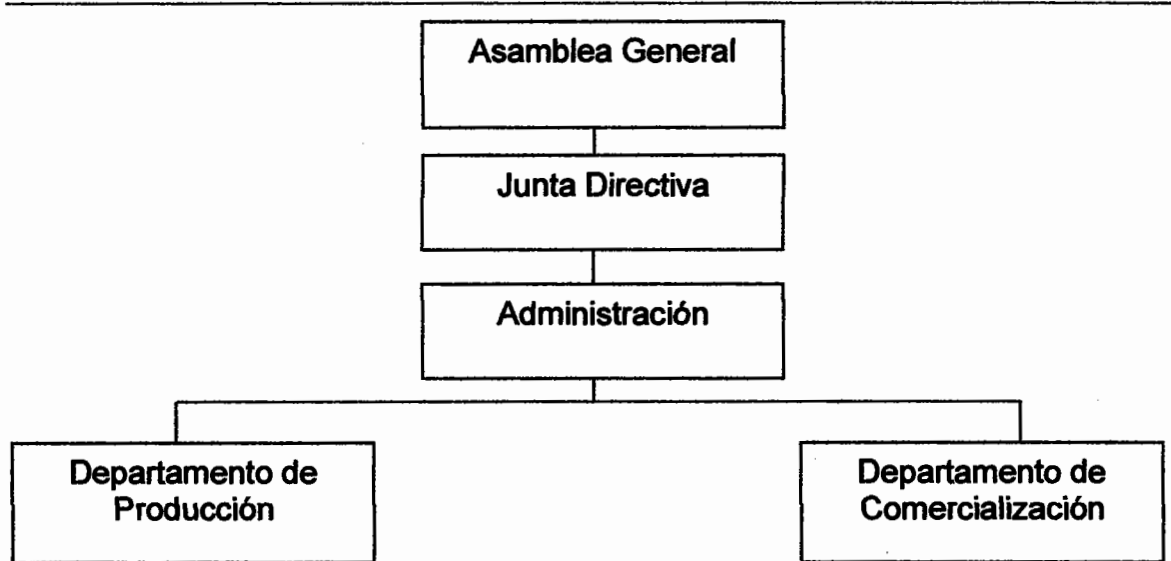 Asamblea General
Junta Directiva
Administración
Departamento de
Producción
Departamento de
Comercialización